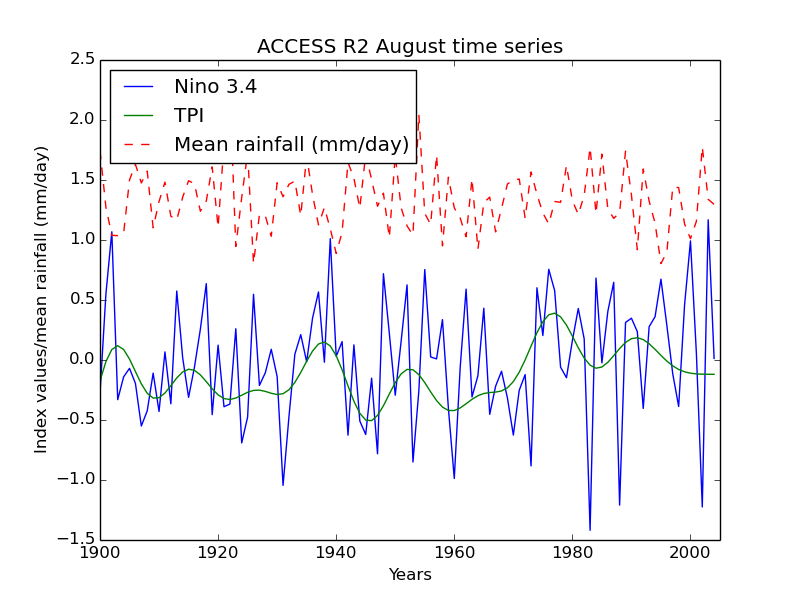 ACCESS R2 August time series
Nino 3.4
TPI
Mean rainfall (mm/day)
Index values/mean rainfall (mm/day)
2.5
2.0
1.5
1.0
0.5
0.0
−0.5
−1.0
−1.5
1900 1920 1940 1960 1980 2000
Years